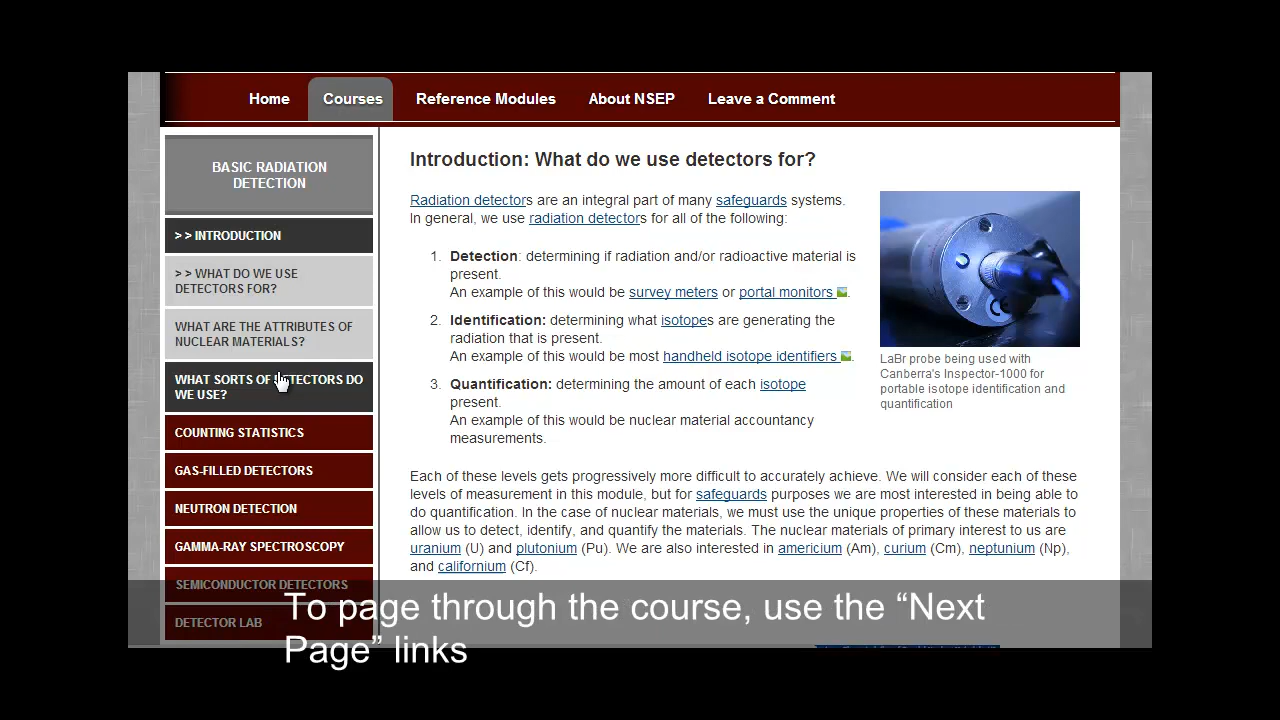 Home Courses Reference Modules About NSEP Leave a Comment
BASIC RADIATION
DETECTION
> > INTRODUCTION
> > WHAT DO WE USE
DETECTORS FOR?
WHAT ARE THE ATTRIBUTES OF
NUCLEAR MATERIALS?
WHAT SORTS OF DETECTORS DO
WE USE?
COUNTING STATISTICS
GAS-FILLED DETECTORS
NEUTRON DETECTION
GAMMA-RAY SPECTROSCOPY
SEMICONDUCTOR DETECTORS
DETECTOR LAB
Introduction: What do we use detectors for?
Radiation detectors are an integral part of many safeguards systems.
In general, we use radiation detectors for all of the following:
1. Detection: determining if radiation and/or radioactive material is
present.
An example of this would be survey meters or portal monitors.
2. Identification: determining what isotopes are generating the
radiation that is present.
An example of this would be most handheld isotope identifiers.
3. Quantification: determining the amount of each isotope
present.
An example of this would be nuclear material accountancy
measurements.
LaBr probe being used with
Canberra's Inspector-1000 for
portable isotope identification and
quantification
Each of these levels gets progressively more difficult to accurately achieve. We will consider each of these
levels of measurement in this module, but for safeguards purposes we are most interested in being able to
do quantification. In the case of nuclear materials, we must use the unique properties of these materials to
allow us to detect, identify, and quantify the materials. The nuclear materials of primary interest to us are
uranium (U) and plutonium (Pu). We are also interested in americium (Am), curium (Cm), neptunium (Np),
and californium (Cf).
To page through the course, use the “Next
Page” links